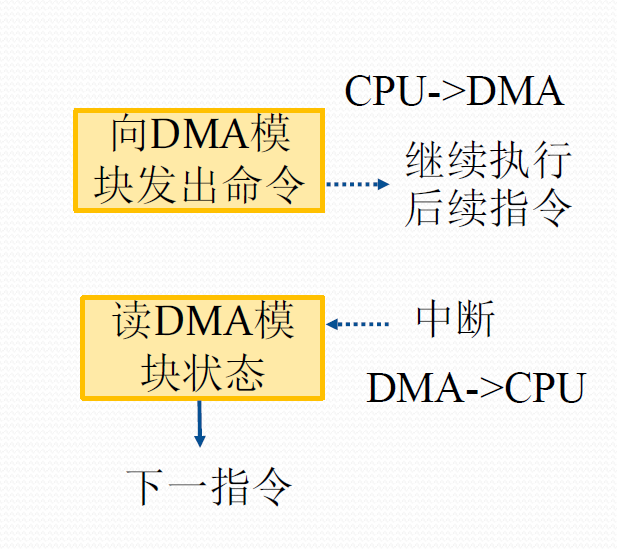 CPU->DMA
向DMA模
块发出命令
继续执行
后续指令
读DMA模
块状态
中断
DMA->CPU
下一指令